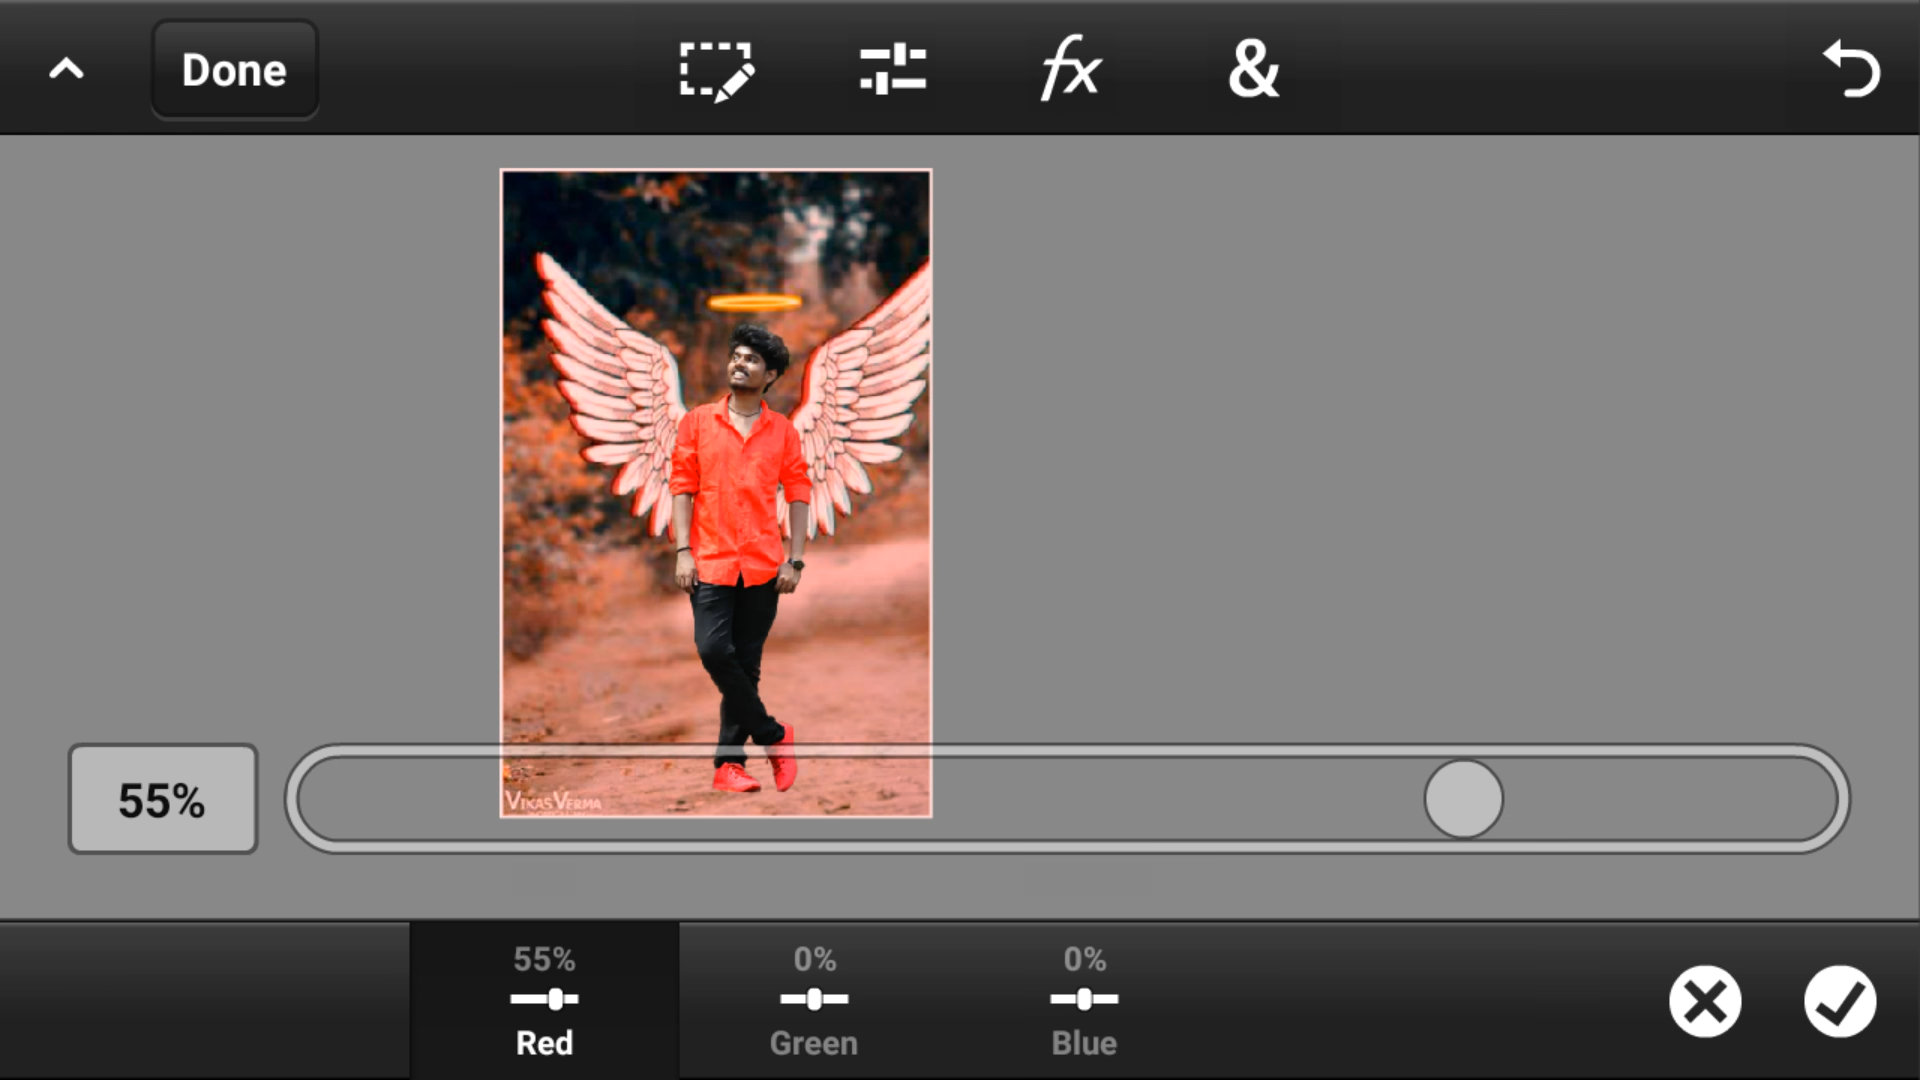 Done
fx
&
VIKAS VERMA
55%
55%
0%
0%
Red
Green
Blue